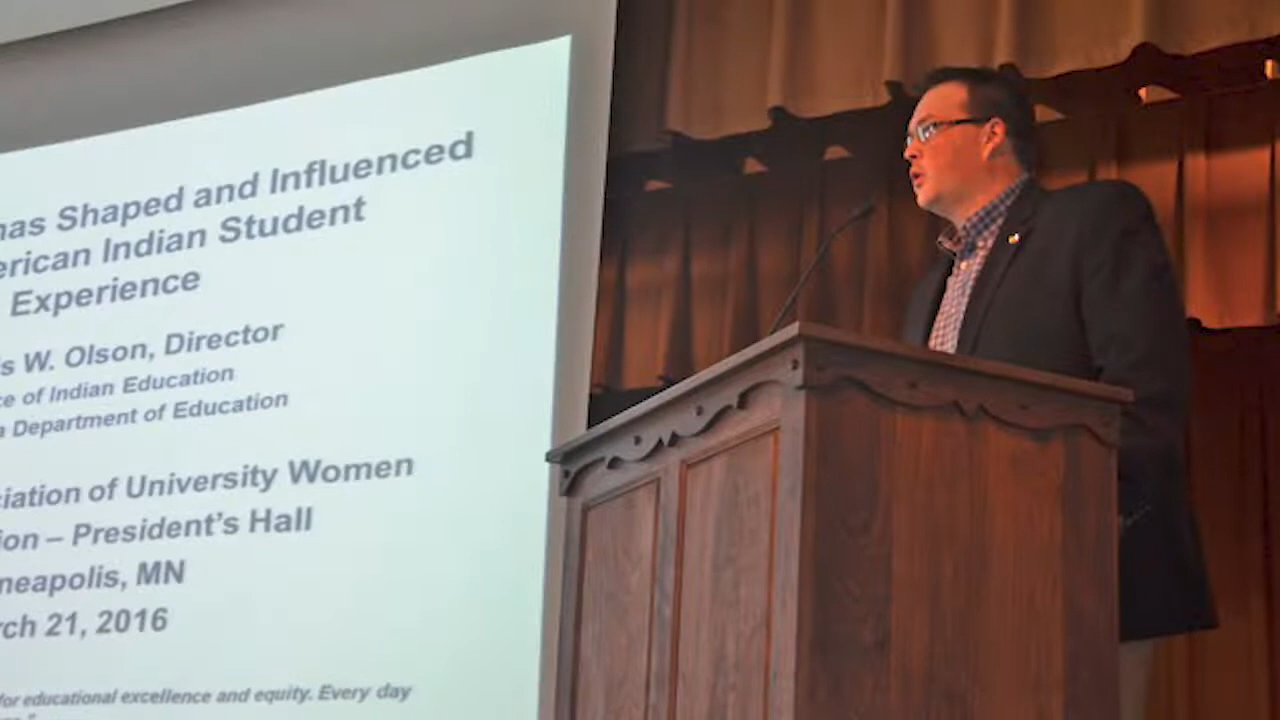 has Shaped and Influenced
erican Indian Student
Experience
s W. Olson, Director
ce of Indian Education
a Department of Education
ciation of University Women
ion – President's Hall
neapolis, MN
rch 21, 2016
for educational excellence and equity. Every day